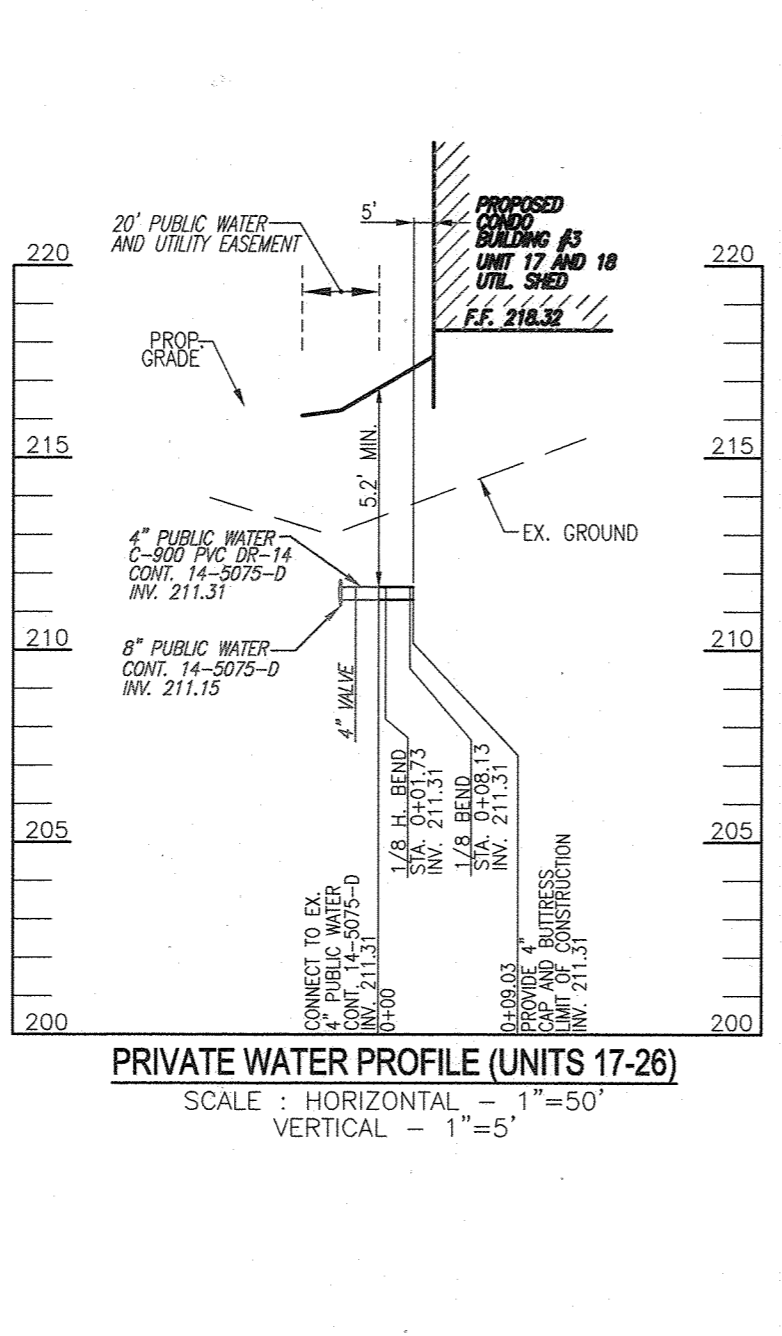 20' PUBLIC WATER
AND UTILITY EASEMENT
5'
PROPOSED
CONDO
BUILDING #3
UNIT 17 AND 18
UTIL. SHED
F.F. 218.32
220
220
PROP.
GRADE
215
215
5.2' MIN.
EX. GROUND
4" PUBLIC WATER
C-900 PVC DR-14
CONT. 14-5075-D
INV. 211.31
210
210
8" PUBLIC WATER
CONT. 14-5075-D
INV. 211.15
4" VALVE
1/8 H. BEND
STA. 0+01.73
INV. 211.31
1/8 BEND
STA. 0+08.13
INV. 211.31
205
205
CONNECT TO EX.
4" PUBLIC WATER
CONT. 14-5075-D
INV. 211.31
0+00
0+09.03
PROVIDE 4"
CAP AND BUTTRESS
LIMIT OF CONSTRUCTION
INV. 211.31
200
200
PRIVATE WATER PROFILE (UNITS 17-26)
SCALE : HORIZONTAL - 1"=50'
VERTICAL - 1"=5'